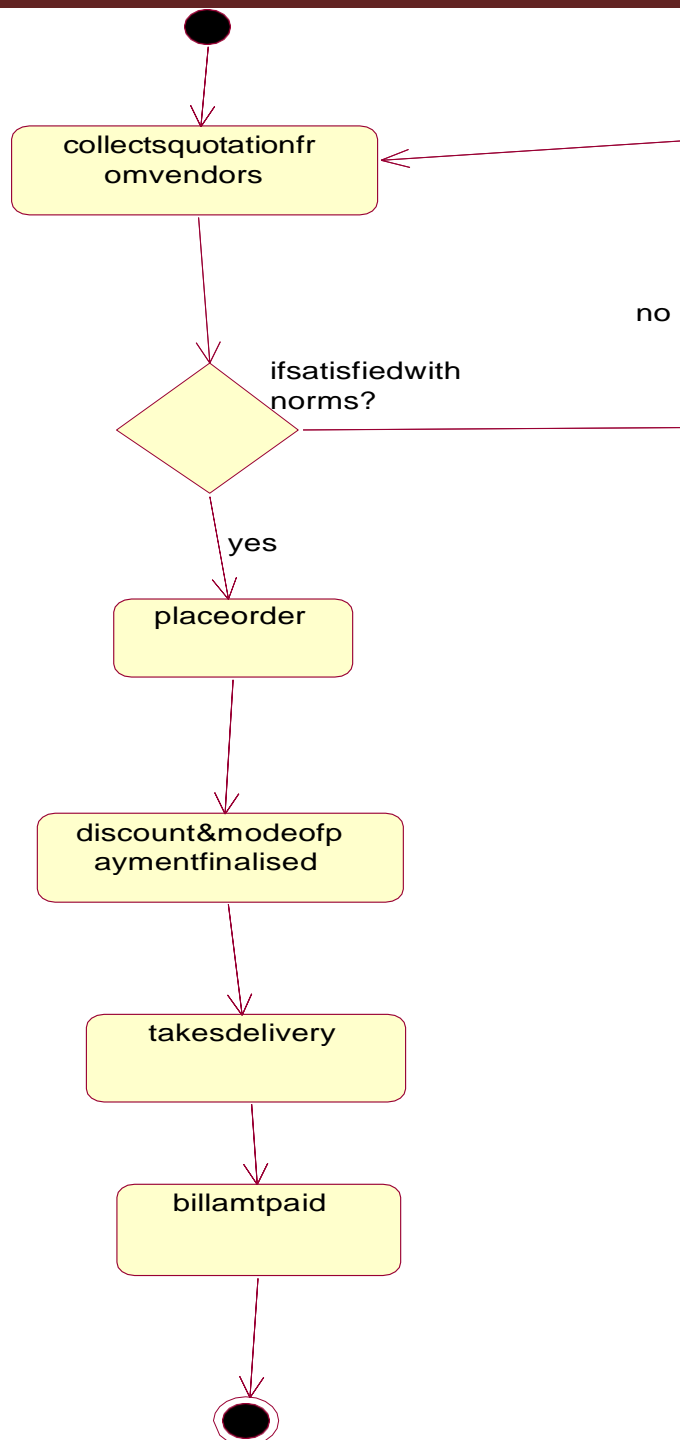 collectsquotationfr
omvendors
no
ifsatisfiedwith
norms?
yes
placeorder
discount&modeofp
aymentfinalised
takesdelivery
billamtpaid